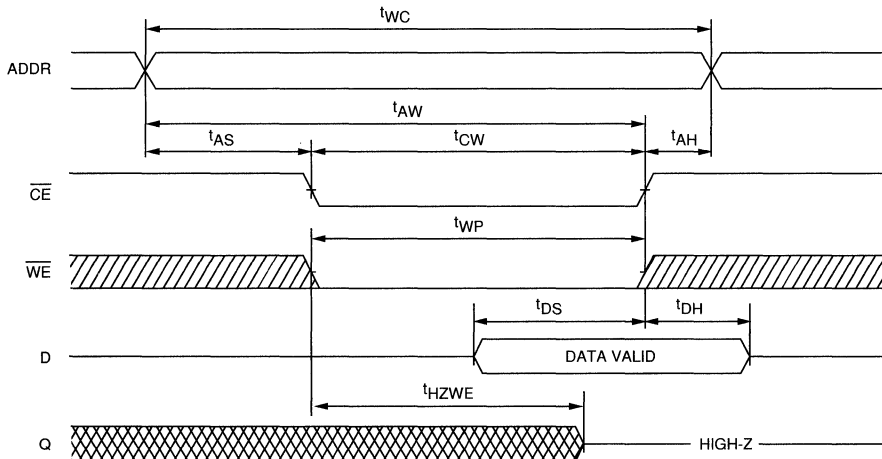 tWC
ADDR
tAW
tAS
tCW
tAH
CE
tWP
WE
tDS
tDH
D
DATA VALID
tHZWE
Q
HIGH-Z